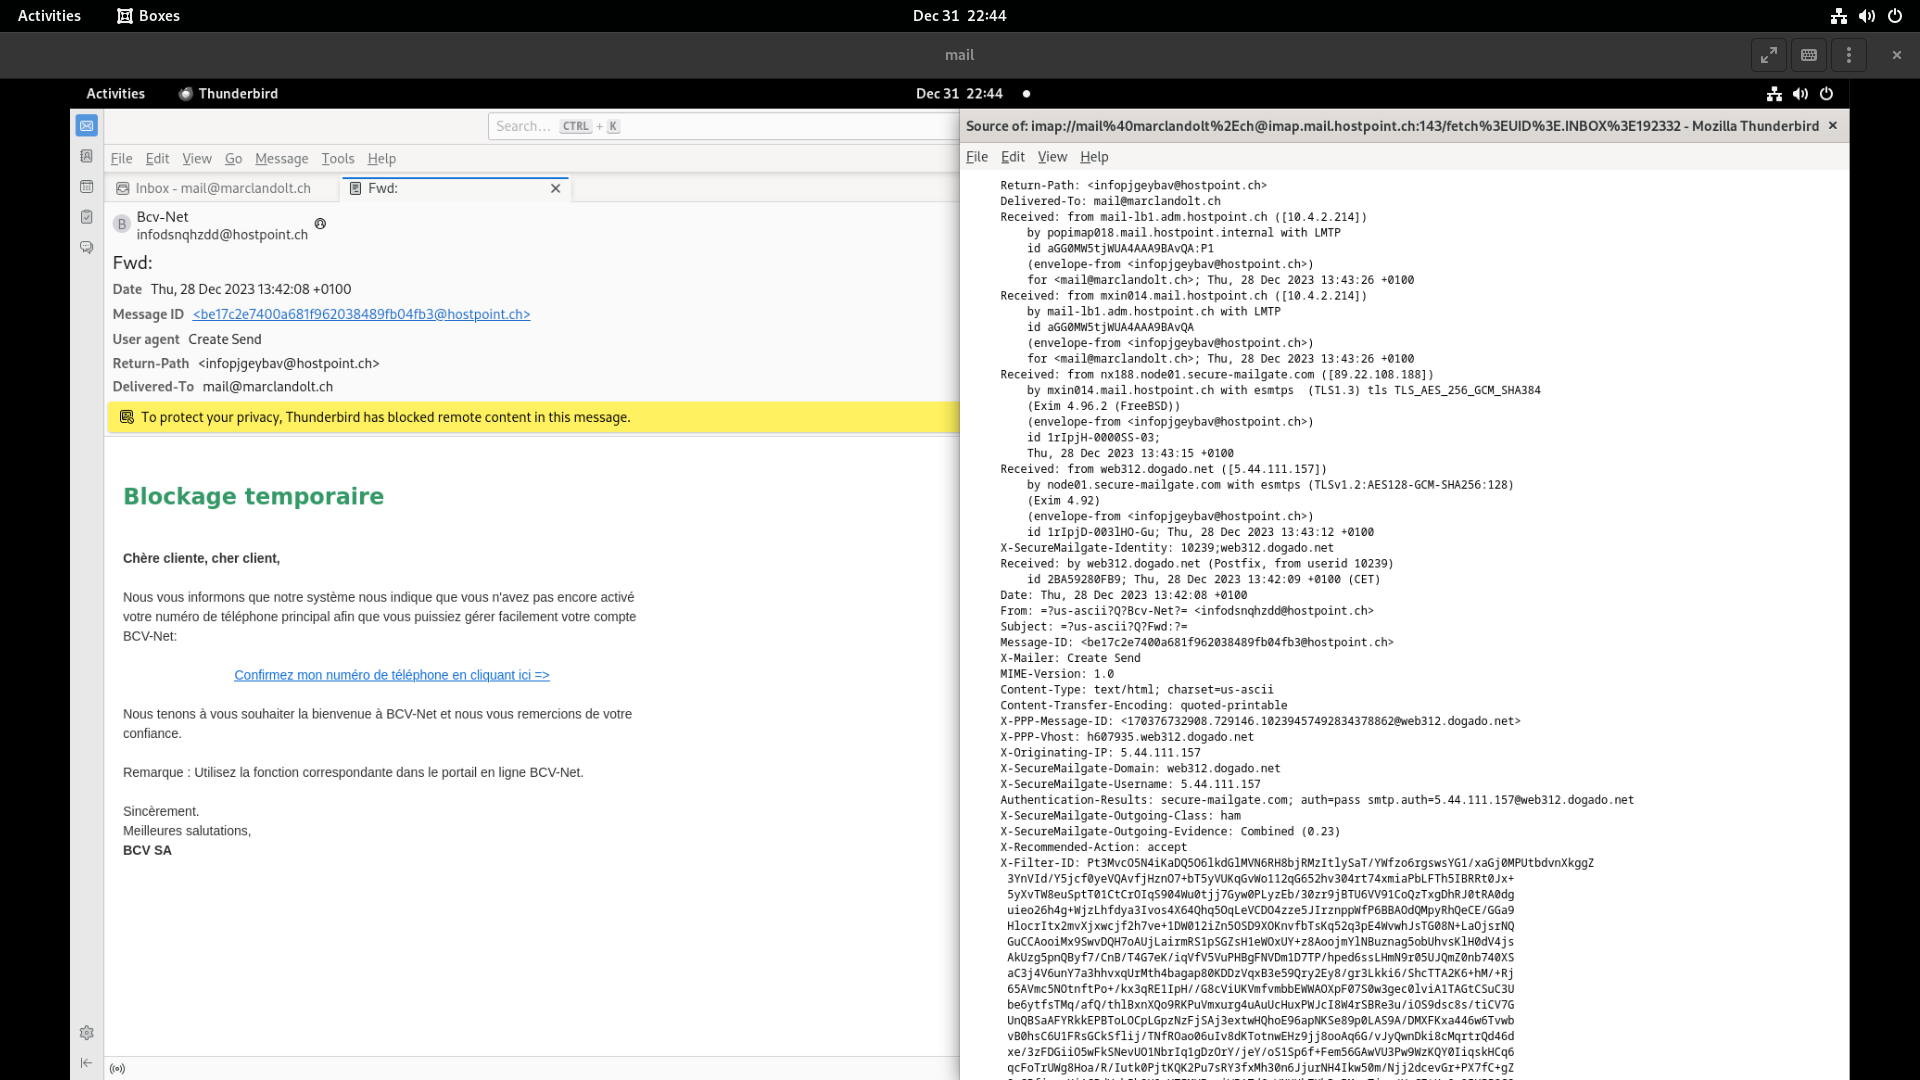 Activities
Boxes
Dec 31 22:44
mail
Activities
Thunderbird
Dec 31 22:44
Search... CTRL + K
File Edit View Go Message Tools Help
Inbox - mail@marclandolt.ch
Fwd:
B
Bcv-Net
infodsnqhzdd@hostpoint.ch
Fwd:
Date Thu, 28 Dec 2023 13:42:08 +0100
Message ID <be17c2e7400a681f962038489fb04fb3@hostpoint.ch>
User agent Create Send
Return-Path <infopjgeybav@hostpoint.ch>
Delivered-To mail@marclandolt.ch
To protect your privacy, Thunderbird has blocked remote content in this message.
Blockage temporaire
Chère cliente, cher client,
Nous vous informons que notre système nous indique que vous n'avez pas encore activé
votre numéro de téléphone principal afin que vous puissiez gérer facilement votre compte
BCV-Net:
Confirmez mon numéro de téléphone en cliquant ici =>
Nous tenons à vous souhaiter la bienvenue à BCV-Net et nous vous remercions de votre
confiance.
Remarque : Utilisez la fonction correspondante dans le portail en ligne BCV-Net.
Sincèrement.
Meilleures salutations,
BCV SA
Source of: imap://mail%40marclandolt%2Ech@imap.mail.hostpoint.ch:143/fetch%3EUID%3E.INBOX%3E192332 - Mozilla Thunderbird
File Edit View Help
Return-Path: <infopjgeybav@hostpoint.ch>
Delivered-To: mail@marclandolt.ch
Received: from mail-lb1.adm.hostpoint.ch ([10.4.2.214])
by popimap018.mail.hostpoint.internal with LMTP
id aGG0MW5tjWUA4AAA9BAvQA:P1
(envelope-from <infopjgeybav@hostpoint.ch>)
for <mail@marclandolt.ch>; Thu, 28 Dec 2023 13:43:26 +0100
Received: from mxin014.mail.hostpoint.ch ([10.4.2.214])
by mail-lb1.adm.hostpoint.ch with LMTP
id aGG0MW5tjWUA4AAA9BAvQA
(envelope-from <infopjgeybav@hostpoint.ch>)
for <mail@marclandolt.ch>; Thu, 28 Dec 2023 13:43:26 +0100
Received: from nx188.node01.secure-mailgate.com ([89.22.108.188])
by mxin014.mail.hostpoint.ch with esmtps (TLS1.3) tls TLS_AES_256_GCM_SHA384
(Exim 4.96.2 (FreeBSD))
(envelope-from <infopjgeybav@hostpoint.ch>)
id 1rIpjH-0000SS-03;
Thu, 28 Dec 2023 13:43:15 +0100
Received: from web312.dogado.net ([5.44.111.157])
by node01.secure-mailgate.com with esmtps (TLSv1.2:AES128-GCM-SHA256:128)
(Exim 4.92)
(envelope-from <infopjgeybav@hostpoint.ch>)
id 1rIpjD-003lHO-Gu; Thu, 28 Dec 2023 13:43:12 +0100
X-SecureMailgate-Identity: 10239;web312.dogado.net
Received: by web312.dogado.net (Postfix, from userid 10239)
id 2BA59280FB9; Thu, 28 Dec 2023 13:42:09 +0100 (CET)
Date: Thu, 28 Dec 2023 13:42:08 +0100
From: =?us-ascii?Q?Bcv-Net?= <infodsnqhzdd@hostpoint.ch>
Subject: =?us-ascii?Q?Fwd:?=
Message-ID: <be17c2e7400a681f962038489fb04fb3@hostpoint.ch>
X-Mailer: Create Send
MIME-Version: 1.0
Content-Type: text/html; charset=us-ascii
Content-Transfer-Encoding: quoted-printable
X-PPP-Message-ID: <170376732908.729146.10239457492834378862@web312.dogado.net>
X-PPP-Vhost: h607935.web312.dogado.net
X-Originating-IP: 5.44.111.157
X-SecureMailgate-Domain: web312.dogado.net
X-SecureMailgate-Username: 5.44.111.157
Authentication-Results: secure-mailgate.com; auth=pass smtp.auth=5.44.111.157@web312.dogado.net
X-SecureMailgate-Outgoing-Class: ham
X-SecureMailgate-Outgoing-Evidence: Combined (0.23)
X-Recommended-Action: accept
X-Filter-ID: Pt3MvcO5N4iKaDQ5O6lkdGlMVN6RH8bjRMzItlySaT/YWfzo6rgswsYG1/xaGj0MPUtbdvnXkggZ
3YnVId/Y5jcf0yeVQAvfjHznO7+bT5yVUKqGvWo112qG652hv304rt74xmiaPbLFTh5IBRRt0Jx+
5yXvTW8euSptT01CtCrOIqS904Wu0tjj7Gyw0PLyzEb/30zr9jBTU6VV91CoQzTxgDhRJ0tRA0dg
uieo26h4g+WjzLhfdya3Ivos4X64Qhq5OqLeVCDO4zze5JIrznppWfP6BBAOdQMpyRhQeCE/GGa9
HlocrItx2mvXjxwcjf2h7ve+1DW012iZn5OSD9XOKnvfbTsKq52q3pE4WvwhJsTG08N+LaOjsrNQ
GuCCAooiMx9SwvDQH7oAUjLairmRS1pSGZsH1eWOxUY+z8AoojmYlNBuznag5obUhvsKlH0dV4js
AkUzg5pnQByf7/CnB/T4G7eK/iqVfV5VuPHBgFNVDm1D7TP/hped6ssLHmN9r05UJQmZ0nb740XS
aC3j4V6unY7a3hhvxqUrMth4bagap80KDDzVqxB3e59Qry2Ey8/gr3Lkki6/ShcTTA2K6+hM/+Rj
65AVmc5NOtnftPo+/kx3qRE1IpH//G8cViUKVmfvmbbEWWAOXpF07S0w3gec0lviA1TAGtCSuC3U
be6ytfsTMq/afQ/thlBxnXQo9RKPuVmxurg4uAuUcHuxPWJcI8W4rSBRe3u/iOS9dsc8s/tiCV7G
UnQBSaAFYRkkEPBToLOCpLGpzNzFjSAj3extwHQhoE96apNKSe89p0LAS9A/DMXFKxa446w6Tvwb
vB0hsC6U1FRsGCkSflij/TNfROao06uIv8dKTotnwEHz9jj8ooAq6G/vJyQwnDki8cMqrtrQd46d
xe/3zFDGiiO5wFkSNevUO1NbrIq1gDzOrY/jeY/oS1Sp6f+Fem56GAwVU3Pw9WzKQY0IiqskHCq6
qcFoTrUWg8Hoa/R/Iutk0PjtKQK2Pu7sRY3fxMh30n6JjurNH4Ikw50m/Njj2dcevGr+PX7fC+gZ